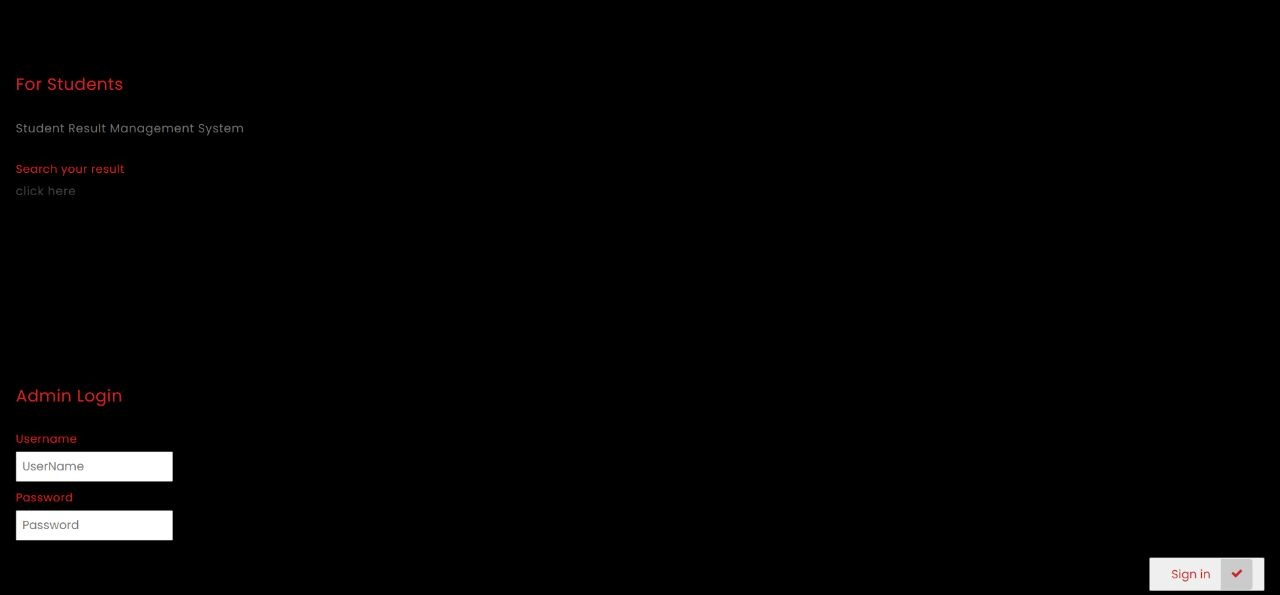 For Students
Student Result Management System
Search your result
click here
Admin Login
Username
UserName
Password
Password
Sign in